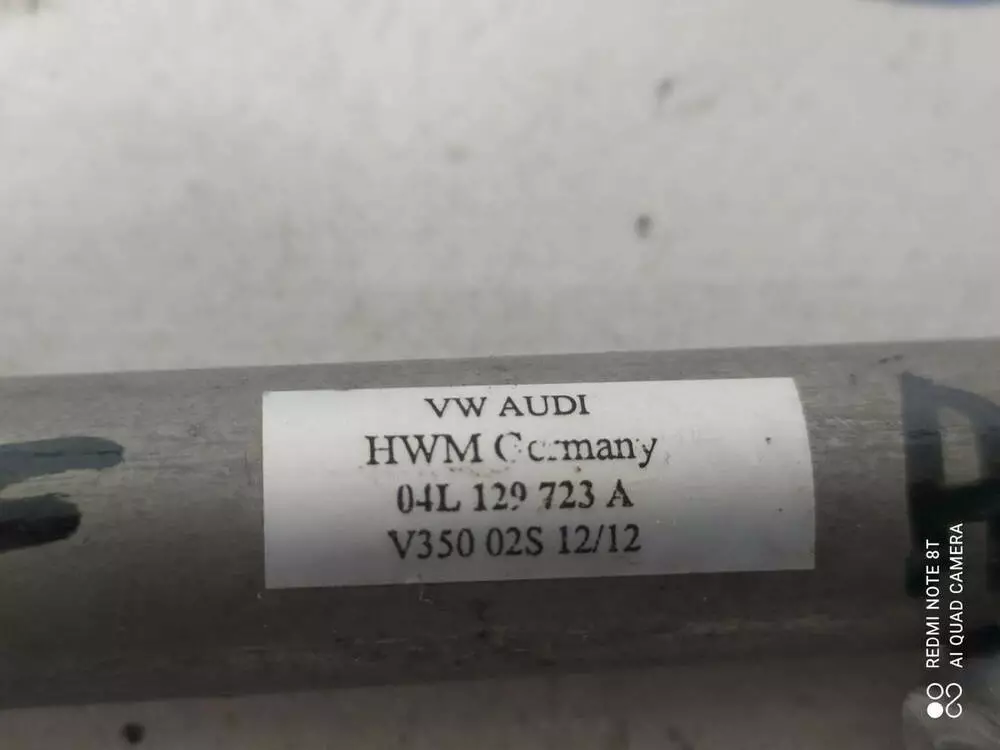 VW AUDI
HWM Germany
04L 129 723 A
V350 02S 12/12
REDMI NOTE 8T
AI QUAD CAMERA